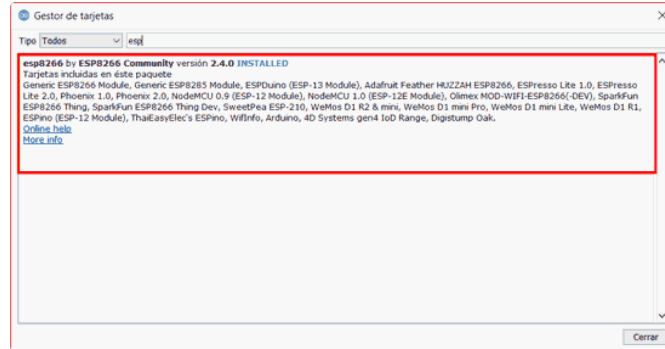 Gestor de tarjetas
Tipo Todos esp
esp8266 by ESP8266 Community versión 2.4.0 INSTALLED
Tarjetas incluidas en éste paquete
Generic ESP8266 Module, Generic ESP8285 Module, ESPDuino (ESP-13 Module), Adafruit Feather HUZZAH ESP8266, ESPresso Lite 1.0, ESPresso
Lite 2.0, Phoenix 1.0, Phoenix 2.0, NodeMCU 0.9 (ESP-12 Module), NodeMCU 1.0 (ESP-12E Module), Olimex MOD-WIFI-ESP8266(-DEV), SparkFun
ESP8266 Thing, SparkFun ESP8266 Thing Dev, SweetPea ESP-210, WeMos D1 R2 & mini, WeMos D1 mini Pro, WeMos D1 mini Lite, WeMos D1 R1,
ESPino (ESP-12 Module), ThaiEasyElec's ESPino, WifInfo, Arduino, 4D Systems gen4 IoD Range, Digistump Oak.
Online help
More info
Cerrar